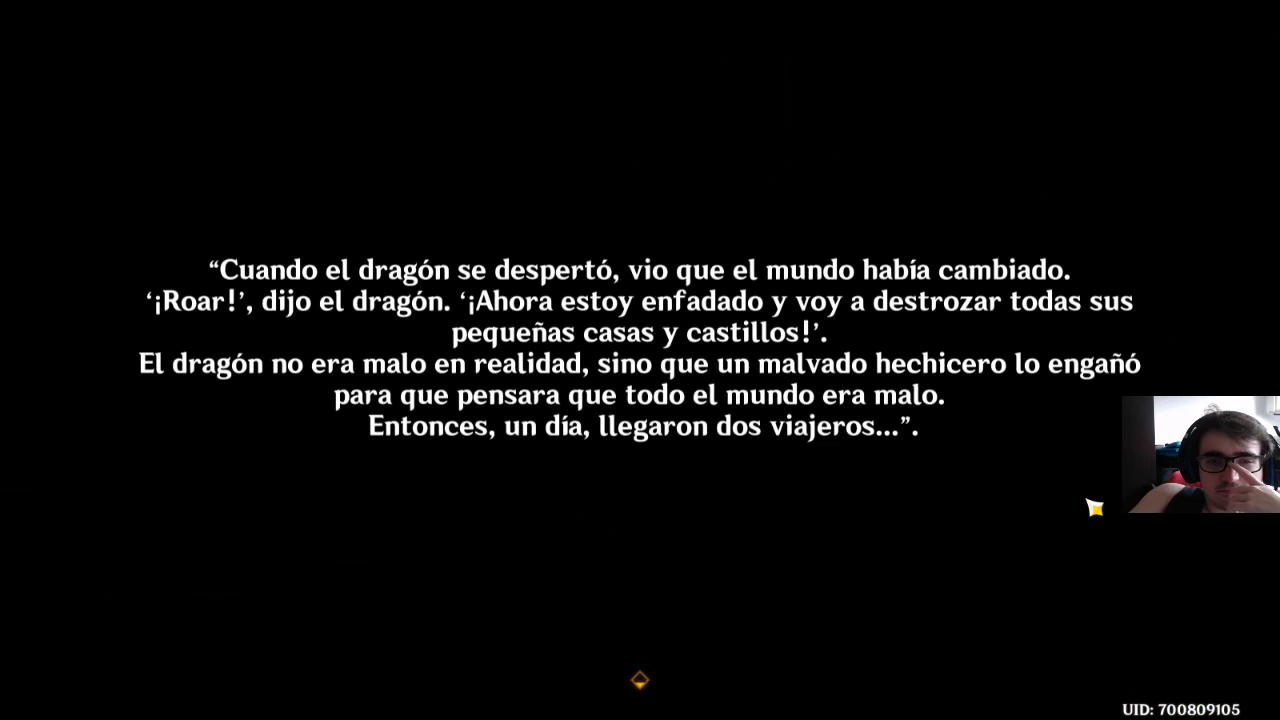 “Cuando el dragón se despertó, vio que el mundo había cambiado.
‘¡Roar!’, dijo el dragón. ‘¡Ahora estoy enfadado y voy a destrozar todas sus
pequeñas casas y castillos!’.
El dragón no era malo en realidad, sino que un malvado hechicero lo engañó
para que pensara que todo el mundo era malo.
Entonces, un día, llegaron dos viajeros...”.
UID: 700809105